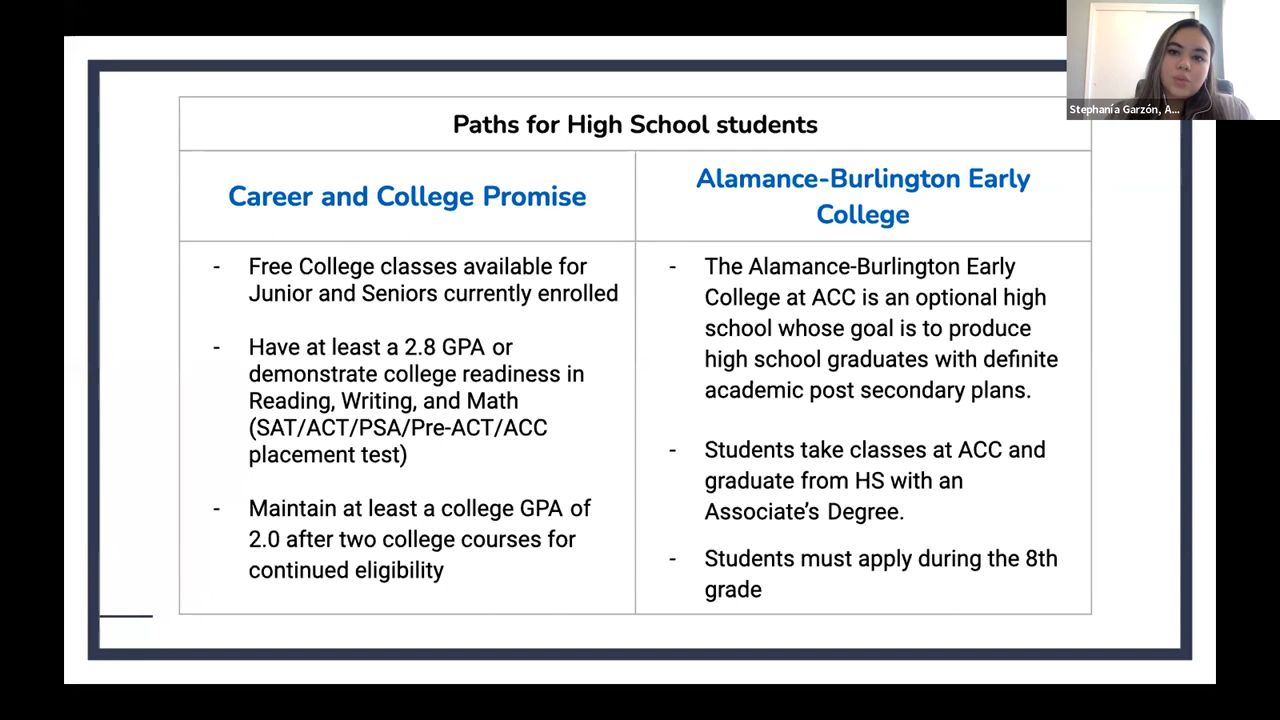 Paths for High School students
Career and College Promise
Alamance-Burlington Early
College
- Free College classes available for
Junior and Seniors currently enrolled
- Have at least a 2.8 GPA or
demonstrate college readiness in
Reading, Writing, and Math
(SAT/ACT/PSA/Pre-ACT/ACC
placement test)
- Maintain at least a college GPA of
2.0 after two college courses for
continued eligibility
- The Alamance-Burlington Early
College at ACC is an optional high
school whose goal is to produce
high school graduates with definite
academic post secondary plans.
- Students take classes at ACC and
graduate from HS with an
Associate’s Degree.
- Students must apply during the 8th
grade
Stephanía Garzón, A...